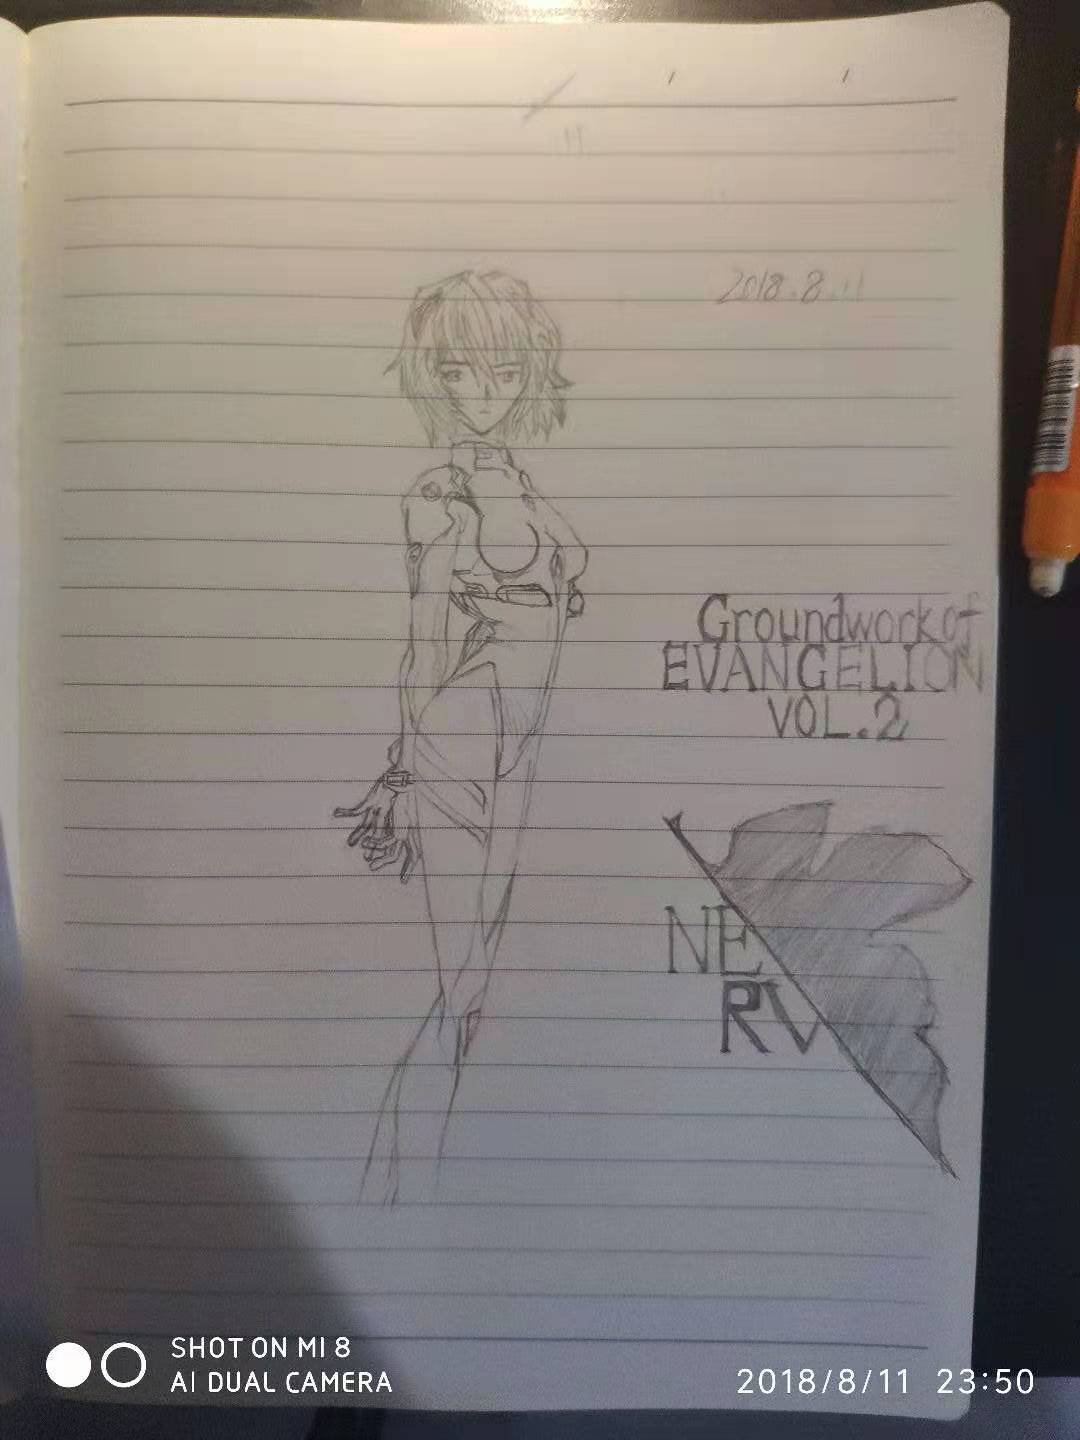 2018.8.11
Groundwork of
EVANGELION
VOL.2
NE
RV
SHOT ON MI 8
AI DUAL CAMERA
2018/8/11 23:50